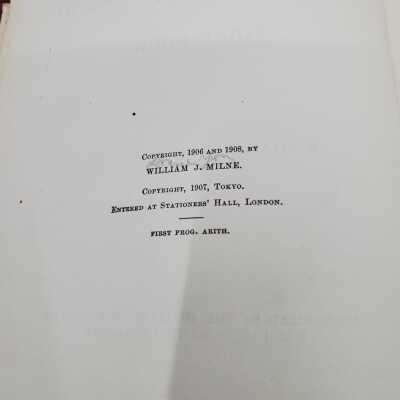 COPYRIGHT, 1906 AND 1908, BY
WILLIAM J. MILNE.
COPYRIGHT, 1907, TOKYO.
ENTERED AT STATIONERS' HALL, LONDON.
FIRST PROG. ARITH.